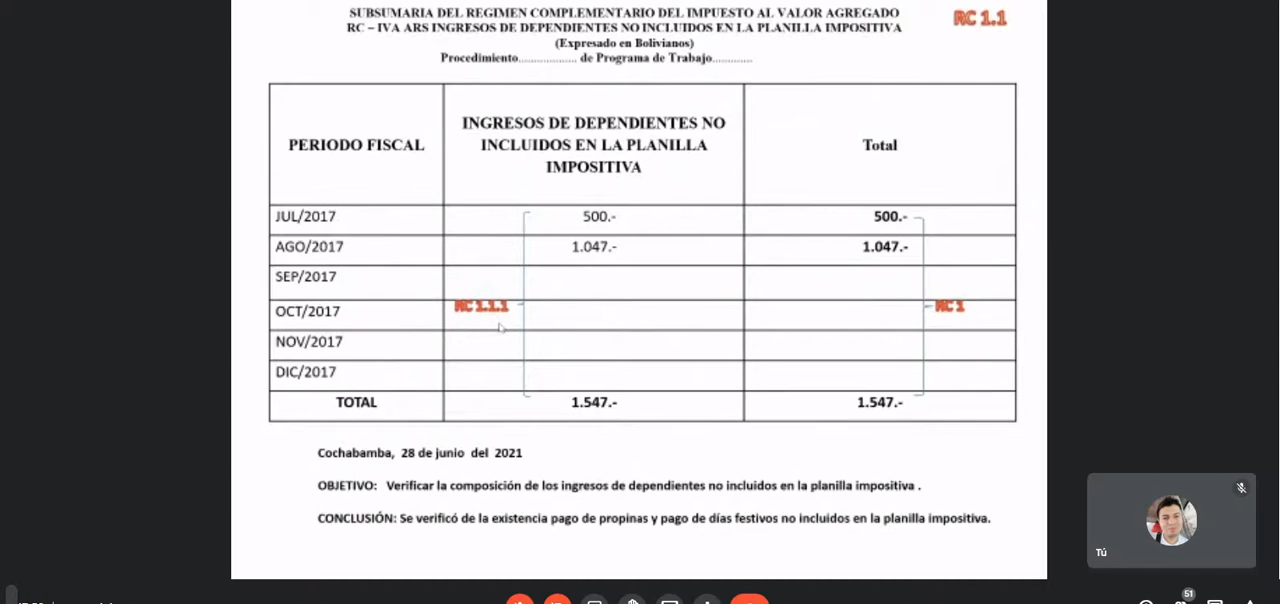 SUBSUMARIA DEL REGIMEN COMPLEMENTARIO DEL IMPUESTO AL VALOR AGREGADO
RC 1.1
RC – IVA ARS INGRESOS DE DEPENDIENTES NO INCLUIDOS EN LA PLANILLA IMPOSITIVA
(Expresado en Bolivianos)
Procedimiento................... de Programa de Trabajo.............
PERIODO FISCAL
INGRESOS DE DEPENDIENTES NO
INCLUIDOS EN LA PLANILLA
IMPOSITIVA
Total
JUL/2017 500.- 500.-
AGO/2017 1.047.- 1.047.-
SEP/2017
OCT/2017 RC 1.1.1 RC 1
NOV/2017
DIC/2017
TOTAL 1.547.- 1.547.-
Cochabamba, 28 de junio del 2021
OBJETIVO: Verificar la composición de los ingresos de dependientes no incluidos en la planilla impositiva .
CONCLUSIÓN: Se verificó de la existencia pago de propinas y pago de días festivos no incluidos en la planilla impositiva.
Tú
51